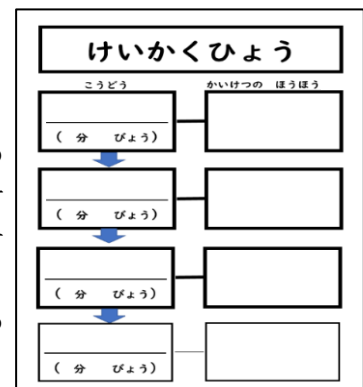 けいかくひょう
こうどう　かいけつの　ほうほう
（　分　　びょう）
（　分　　びょう）
（　分　　びょう）
（　分　　びょう）